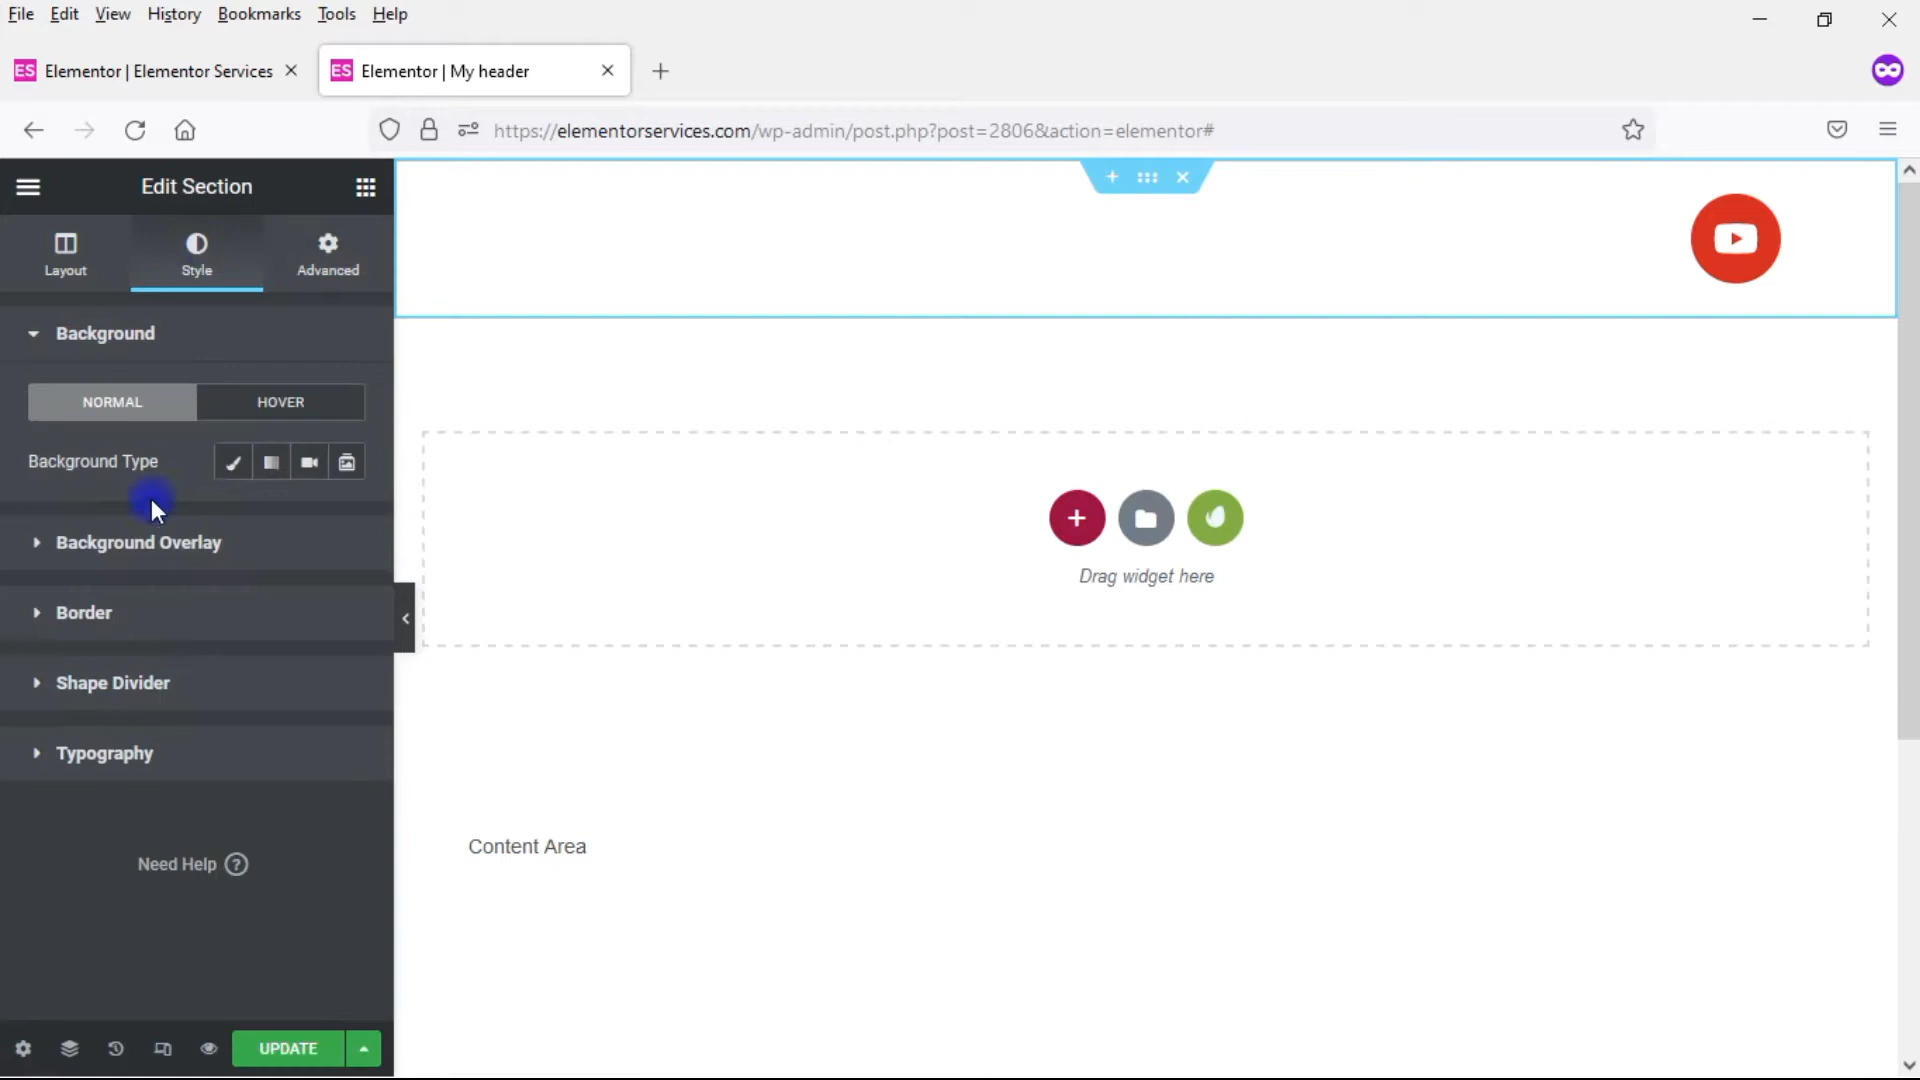 File Edit View History Bookmarks Tools Help
ES Elementor | Elementor Services
ES Elementor | My header
https://elementorservices.com/wp-admin/post.php?post=2806&action=elementor#
Edit Section
Layout
Style
Advanced
Background
NORMAL
HOVER
Background Type
Background Overlay
Border
Shape Divider
Typography
Need Help ?
UPDATE
Drag widget here
Content Area